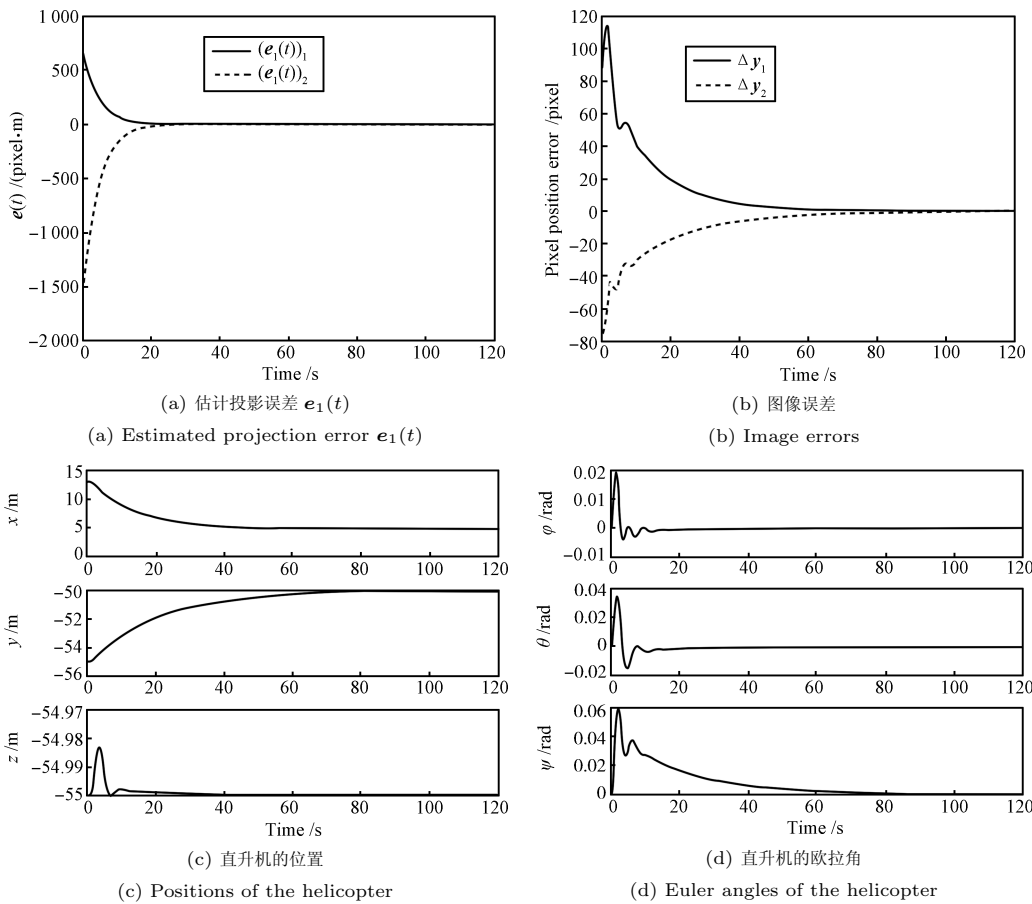 1 000
500
0
−500
−1 000
−1 500
−2 000
e(t) /(pixel·m)
(e₁(t))₁
(e₁(t))₂
0 20 40 60 80 100 120
Time /s
(a) 估计投影误差 e₁(t)
(a) Estimated projection error e₁(t)
120
100
80
60
40
20
0
−20
−40
−60
−80
Pixel position error /pixel
Δy₁
Δy₂
0 20 40 60 80 100 120
Time /s
(b) 图像误差
(b) Image errors
15
10
5
0
x /m
0 20 40 60 80 100 120
−50
−52
−54
−56
y /m
0 20 40 60 80 100 120
−54.97
−54.98
−54.99
−55
z /m
0 20 40 60 80 100 120
Time /s
(c) 直升机的位置
(c) Positions of the helicopter
0.02
0.01
0
−0.01
φ /rad
0 20 40 60 80 100 120
0.04
0.02
0
−0.02
θ /rad
0 20 40 60 80 100 120
0.06
0.04
0.02
0
ψ /rad
0 20 40 60 80 100 120
Time /s
(d) 直升机的欧拉角
(d) Euler angles of the helicopter